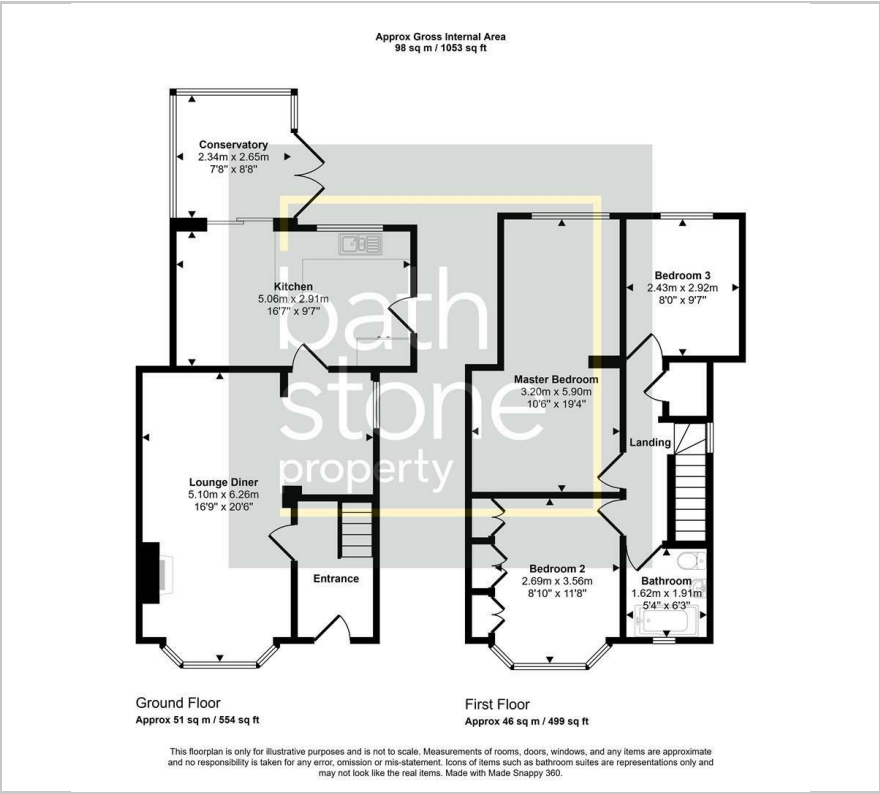 Approx Gross Internal Area
98 sq m / 1053 sq ft
Conservatory
2.34m x 2.65m
7'8" x 8'8"
Kitchen
5.06m x 2.91m
16'7" x 9'7"
Bedroom 3
2.43m x 2.92m
8'0" x 9'7"
Master Bedroom
3.20m x 5.90m
10'6" x 19'4"
bath
stone
property
Landing
Lounge Diner
5.10m x 6.26m
16'9" x 20'6"
Entrance
Bedroom 2
2.69m x 3.56m
8'10" x 11'8"
Bathroom
1.62m x 1.91m
5'4" x 6'3"
Ground Floor
Approx 51 sq m / 554 sq ft
First Floor
Approx 46 sq m / 499 sq ft
This floorplan is only for illustrative purposes and is not to scale. Measurements of rooms, doors, windows, and any items are approximate
and no responsibility is taken for any error, omission or mis-statement. Icons of items such as bathroom suites are representations only and
may not look like the real items. Made with Made Snappy 360.